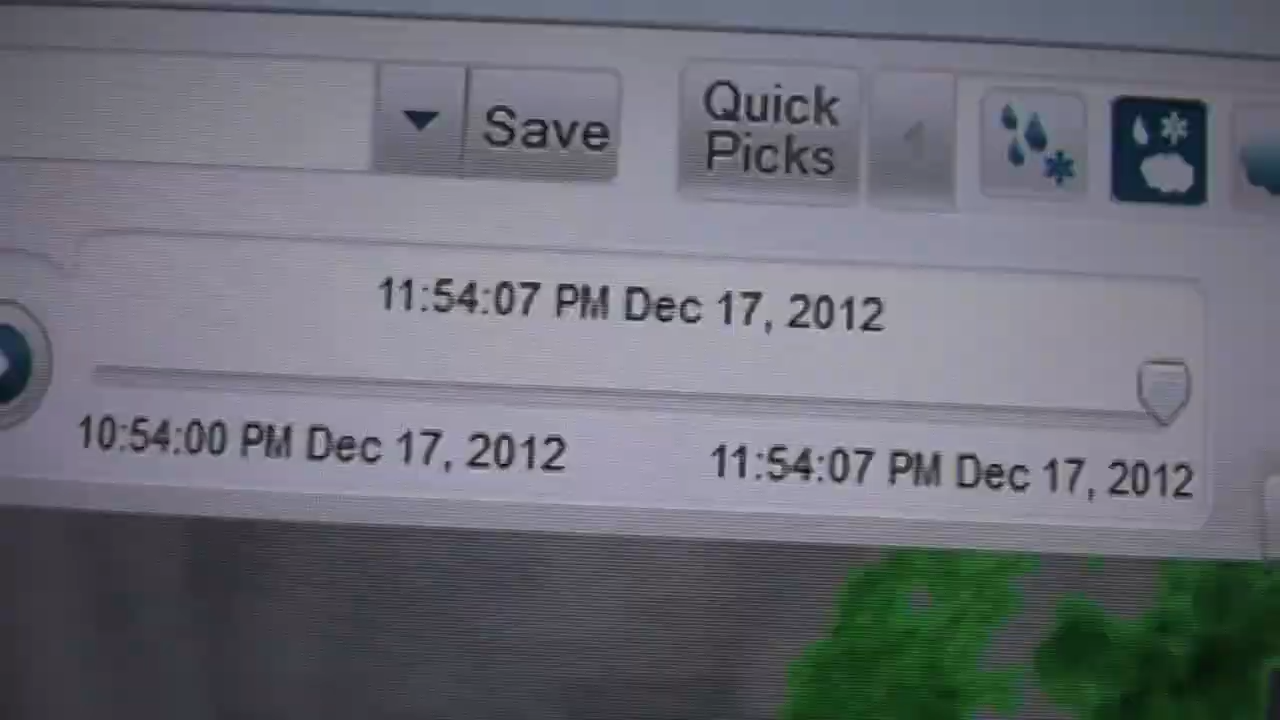 Save
Quick
Picks
11:54:07 PM Dec 17, 2012
10:54:00 PM Dec 17, 2012
11:54:07 PM Dec 17, 2012